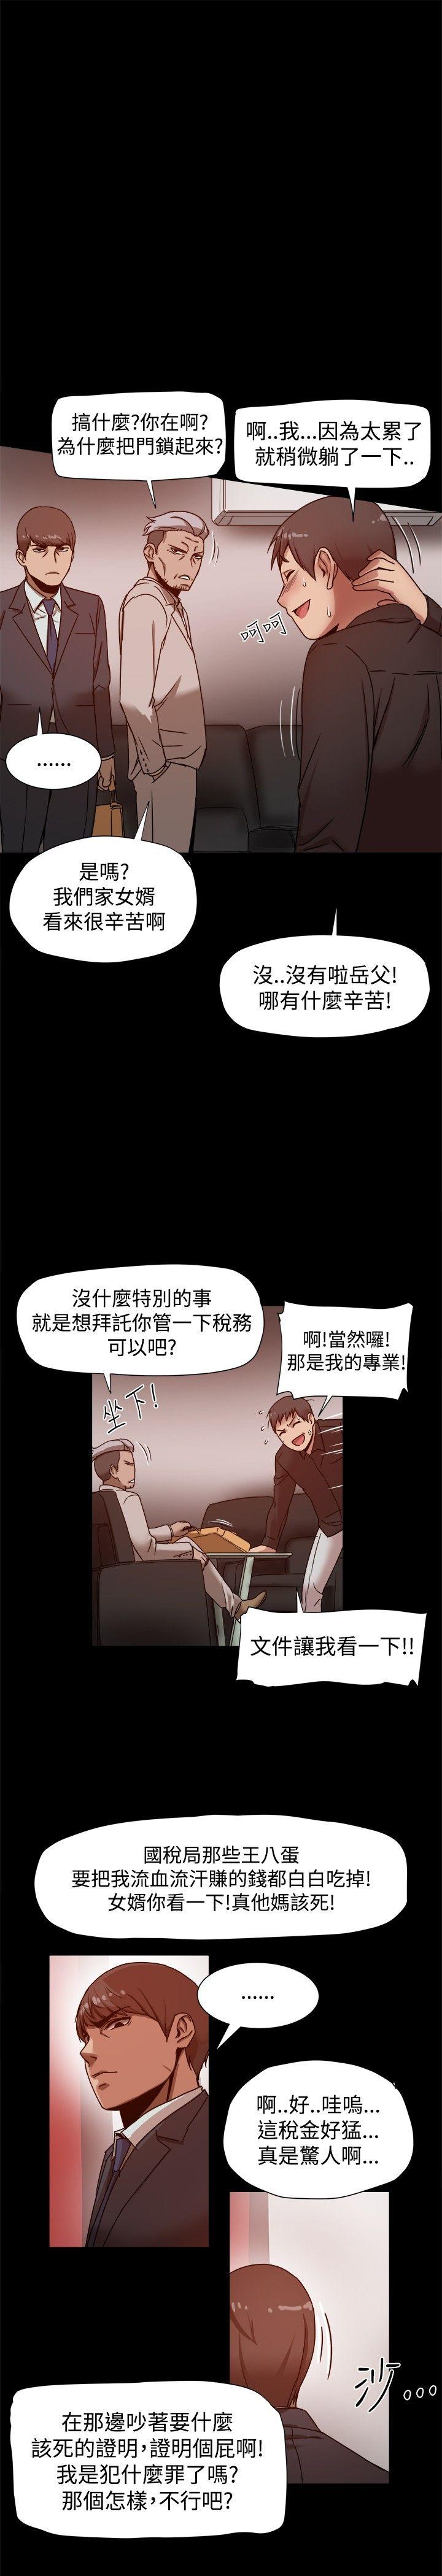 搞什麼?你在啊?
為什麼把門鎖起來?
啊..我...因為太累了
就稍微躺了一下..
呵呵
......
是嗎?
我們家女婿
看來很辛苦啊
沒..沒有啦岳父!
哪有什麼辛苦!
沒什麼特別的事
就是想拜託你管一下稅務
可以吧?
啊!當然囉!
那是我的專業!
坐下!
文件讓我看一下!!
國稅局那些王八蛋
要把我流血流汗賺的錢都白白吃掉!
女婿你看一下!真他媽該死!
......
啊..好..哇嗚...
這稅金好猛...
真是驚人啊...
沙...
在那邊吵著要什麼
該死的證明,證明個屁啊!
我是犯什麼罪了嗎?
那個怎樣,不行吧?